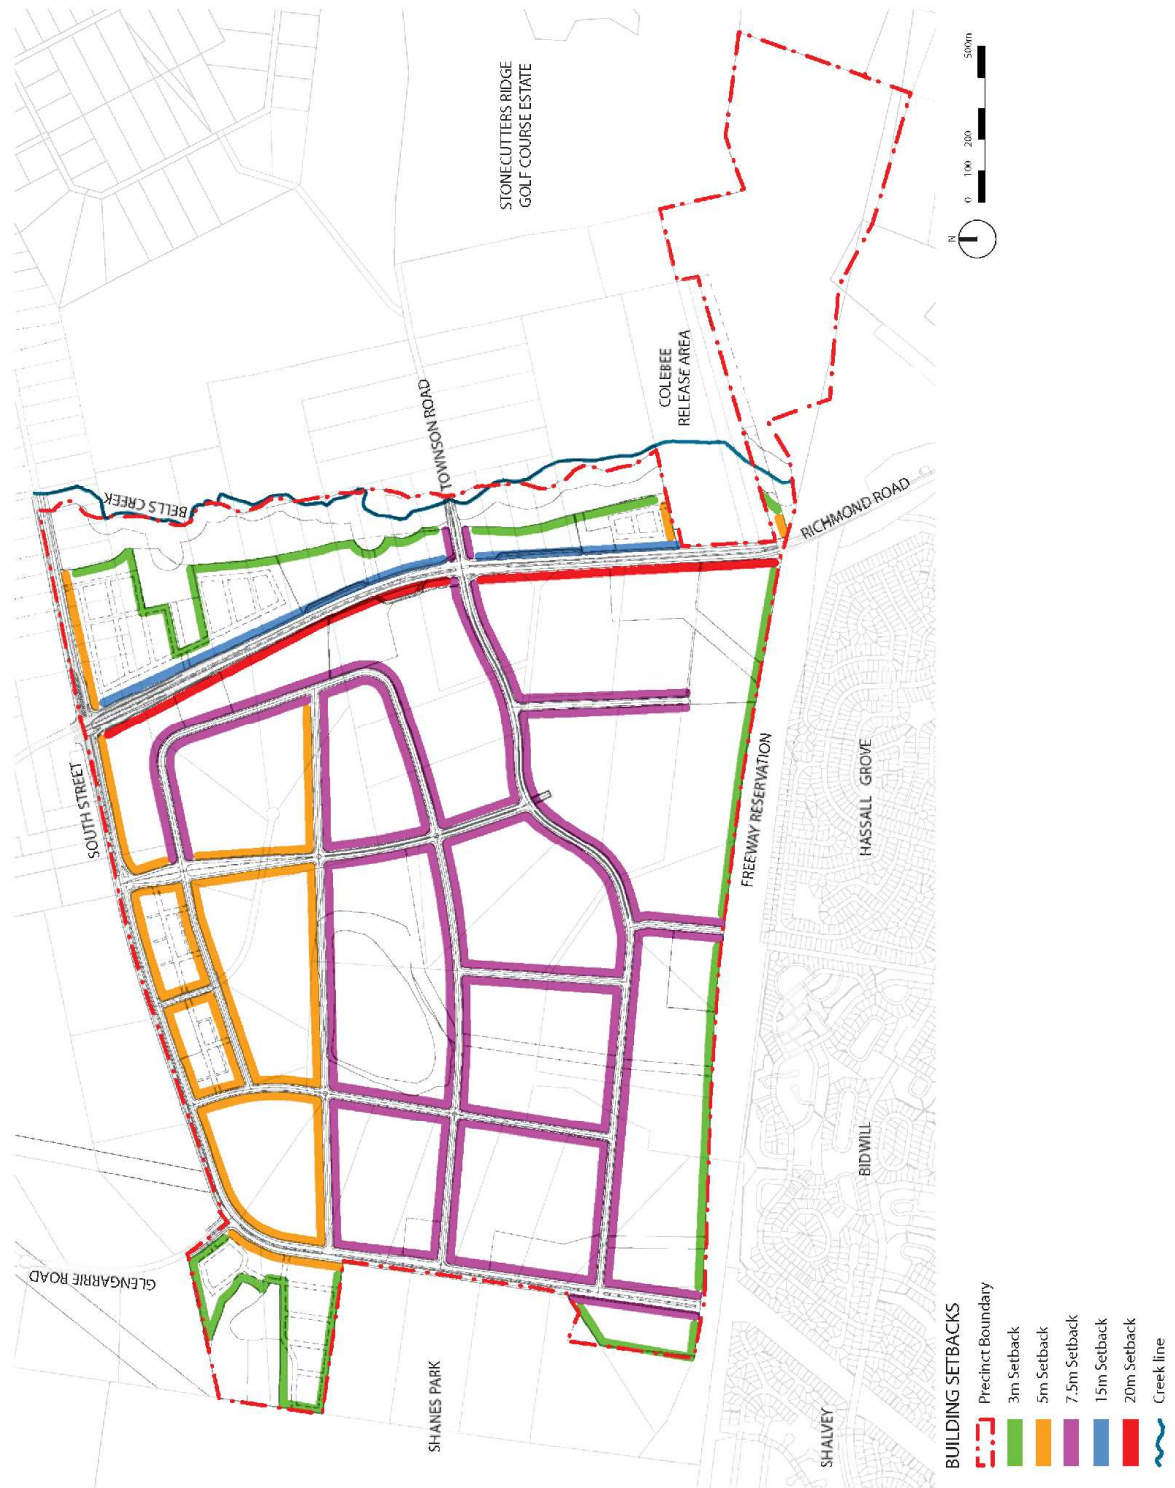 STONECUTTERS RIDGE
GOLF COURSE ESTATE
500m
200
100
0
N
COLEBEE
RELEASE AREA
TOWNSON ROAD
BELLS CREEK
RICHMOND ROAD
SOUTH STREET
FREEWAY RESERVATION
HASSALL GROVE
BIDWILL
GLENGARRIE ROAD
SHANES PARK
SHALVEY
BUILDING SETBACKS
Precinct Boundary
3m Setback
5m Setback
7.5m Setback
15m Setback
20m Setback
Creek line